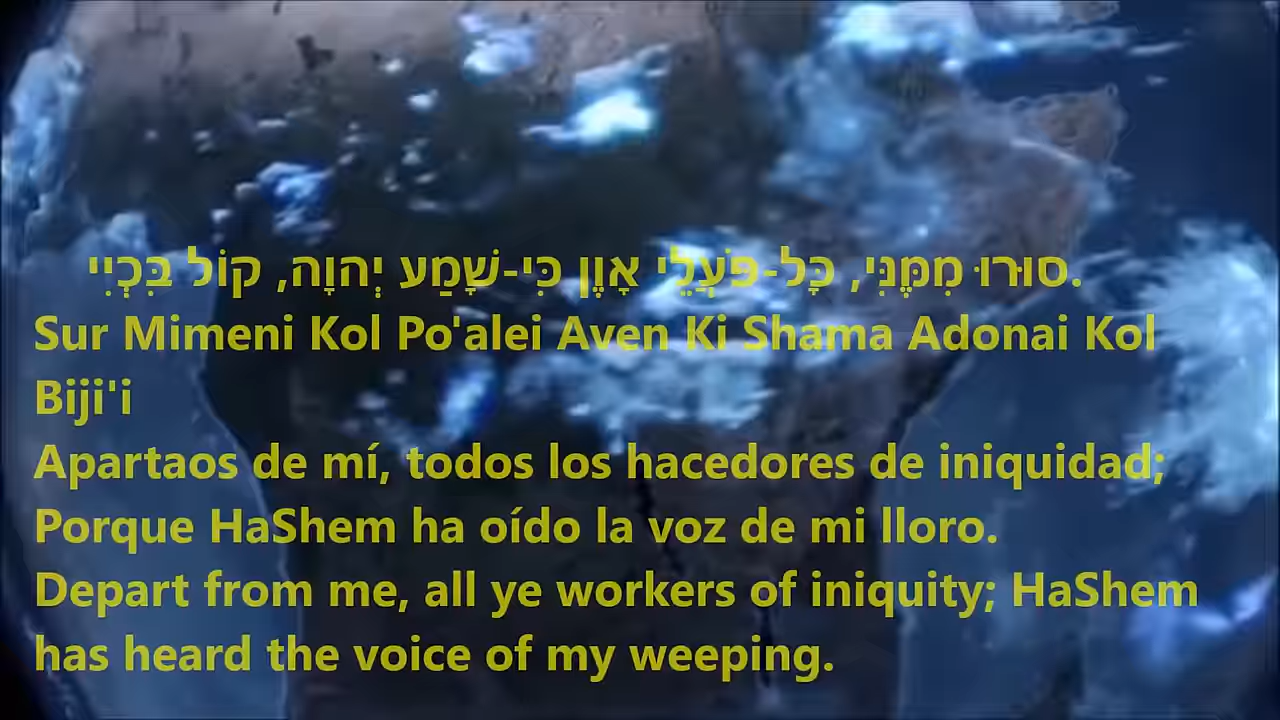 סוּרוּ מִמֶּנִּי, כָּל-פֹּעֲלֵי אָוֶן כִּי-שָׁמַע יְהוָה, קוֹל בִּכְיִי.
Sur Mimeni Kol Po'alei Aven Ki Shama Adonai Kol
Biji'i
Apartaos de mí, todos los hacedores de iniquidad;
Porque HaShem ha oído la voz de mi lloro.
Depart from me, all ye workers of iniquity; HaShem
has heard the voice of my weeping.